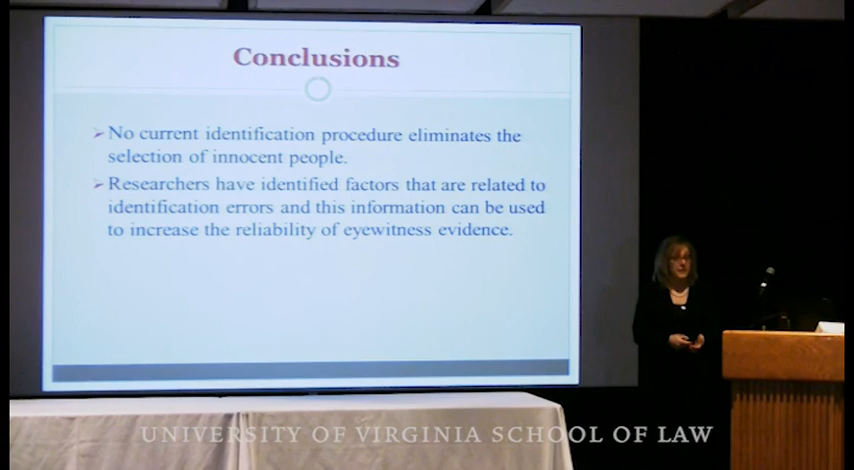 Conclusions
➢No current identification procedure eliminates the
selection of innocent people.
➢Researchers have identified factors that are related to
identification errors and this information can be used
to increase the reliability of eyewitness evidence.
UNIVERSITY OF VIRGINIA SCHOOL OF LAW